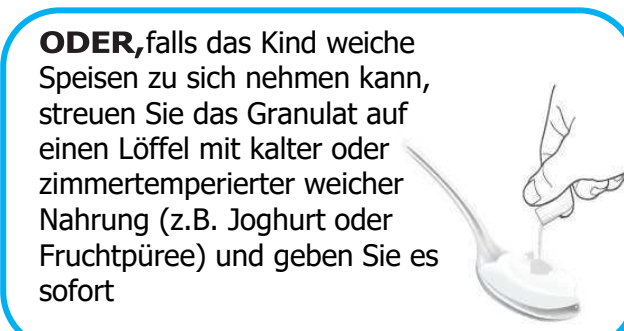 ODER,falls das Kind weiche
Speisen zu sich nehmen kann,
streuen Sie das Granulat auf
einen Löffel mit kalter oder
zimmertemperierter weicher
Nahrung (z.B. Joghurt oder
Fruchtpüree) und geben Sie es
sofort